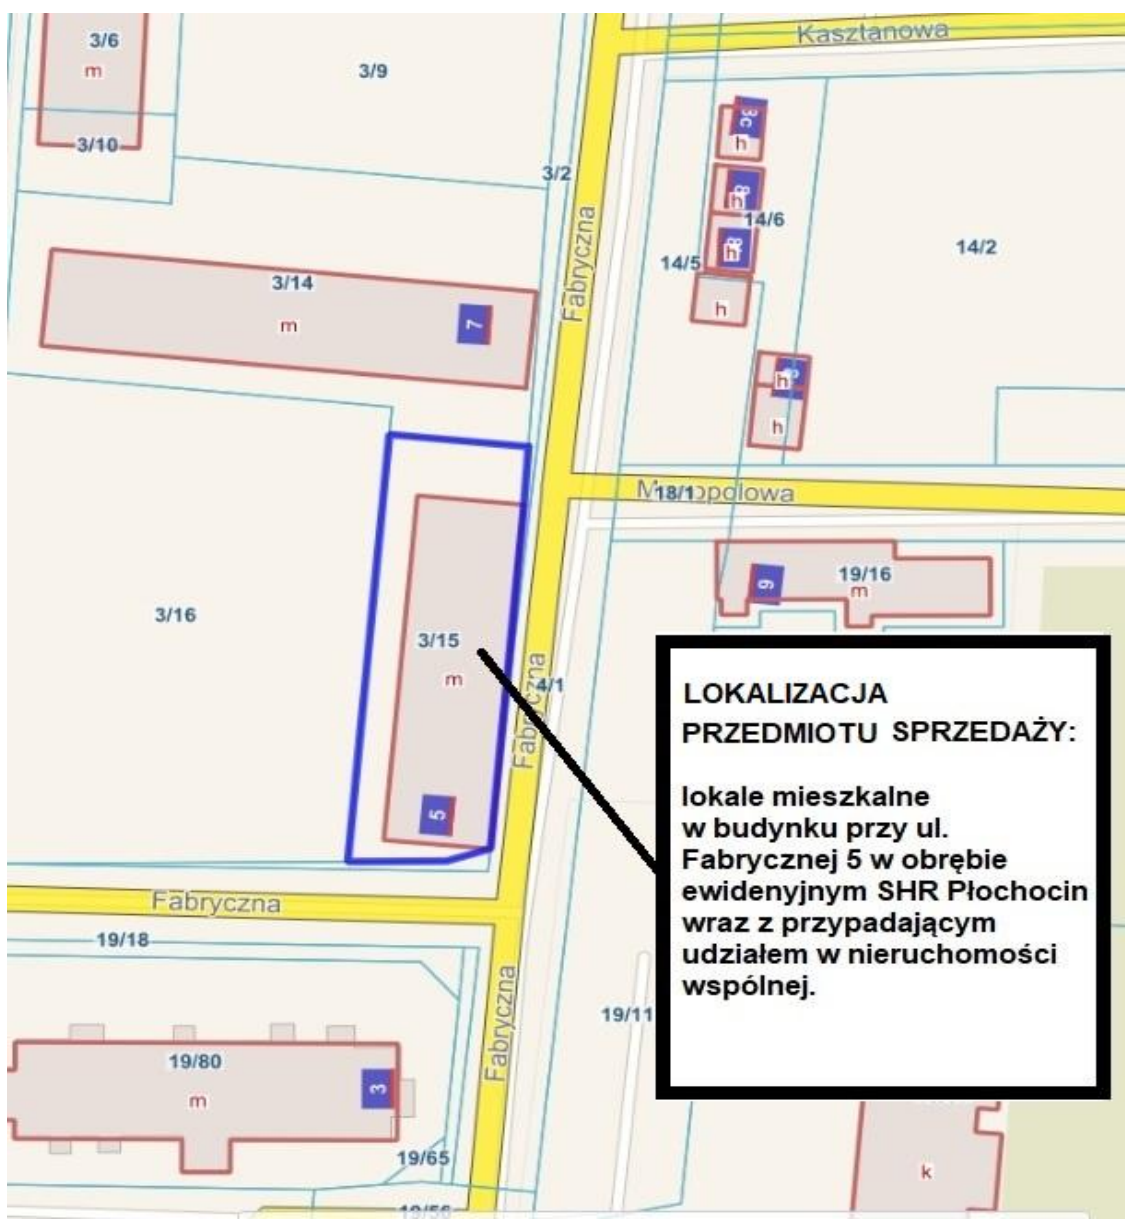 Kasztanowa
3/6
m
3/9
3/10
3/2
8c
h
h
14/6
h
14/5
14/2
Fabryczna
3/14
m
7
h
h
h
18/1
19/16
m
9
3/16
3/15
m
4/1
Fabryczna
5
LOKALIZACJA
PRZEDMIOTU SPRZEDAŻY:
lokale mieszkalne
w budynku przy ul.
Fabrycznej 5 w obrębie
ewidenyjnym SHR Płochocin
wraz z przypadającym
udziałem w nieruchomości
wspólnej.
Fabryczna
19/18
Fabryczna
19/11
19/80
m
3
19/65
k
19/56